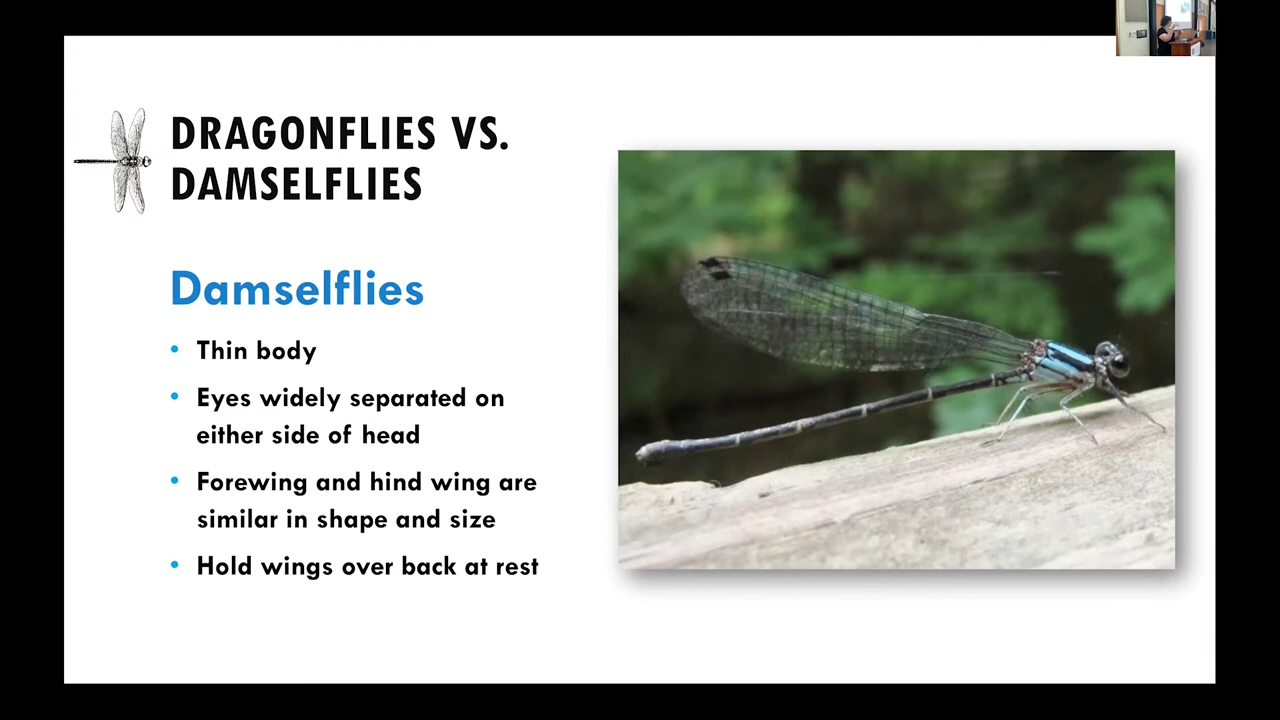 DRAGONFLIES VS.
DAMSELFLIES
Damselflies
• Thin body
• Eyes widely separated on
either side of head
• Forewing and hind wing are
similar in shape and size
• Hold wings over back at rest